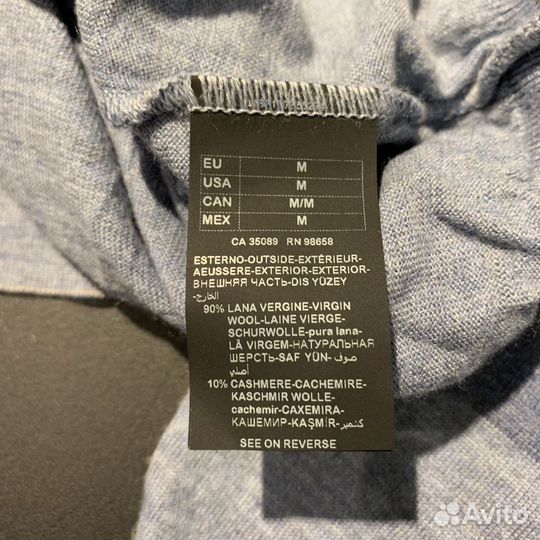 EU M
USA M
CAN M/M
MEX M
CA 35089 RN 98658
ESTERNO-OUTSIDE-EXTÉRIEUR-
AEUSSERE-EXTERIOR-EXTERIOR-
ВНЕШНЯЯ ЧАСТЬ-DIS YÜZEY
الخارج-
90% LANA VERGINE-VIRGIN
WOOL-LAINE VIERGE-
SCHURWOLLE-pura lana-
LÃ VIRGEM-НАТУРАЛЬНАЯ
ШЕРСТЬ-SAF YÜN- صوف
أصلي
10% CASHMERE-CACHEMIRE-
KASCHMIR WOLLE-
cachemir-CAXEMIRA-
КАШЕМИР-KAŞMİR-كشمير
SEE ON REVERSE
Avito